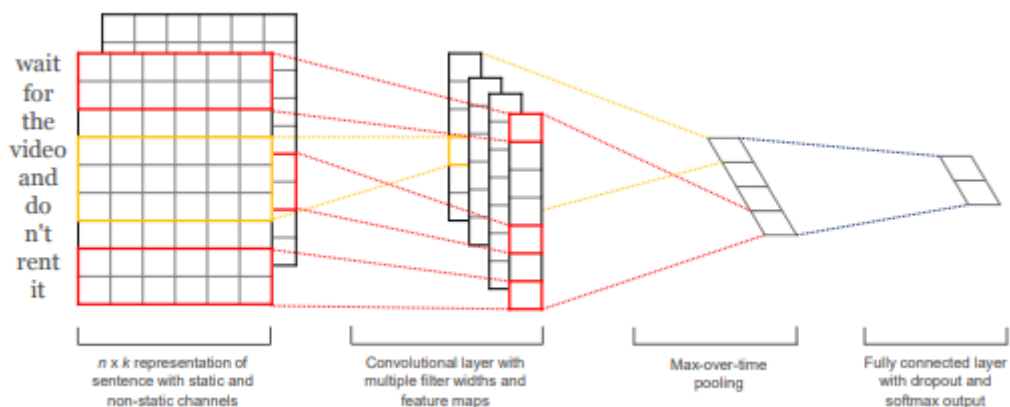 wait
for
the
video
and
do
n't
rent
it
n x k representation of
sentence with static and
non-static channels
Convolutional layer with
multiple filter widths and
feature maps
Max-over-time
pooling
Fully connected layer
with dropout and
softmax output